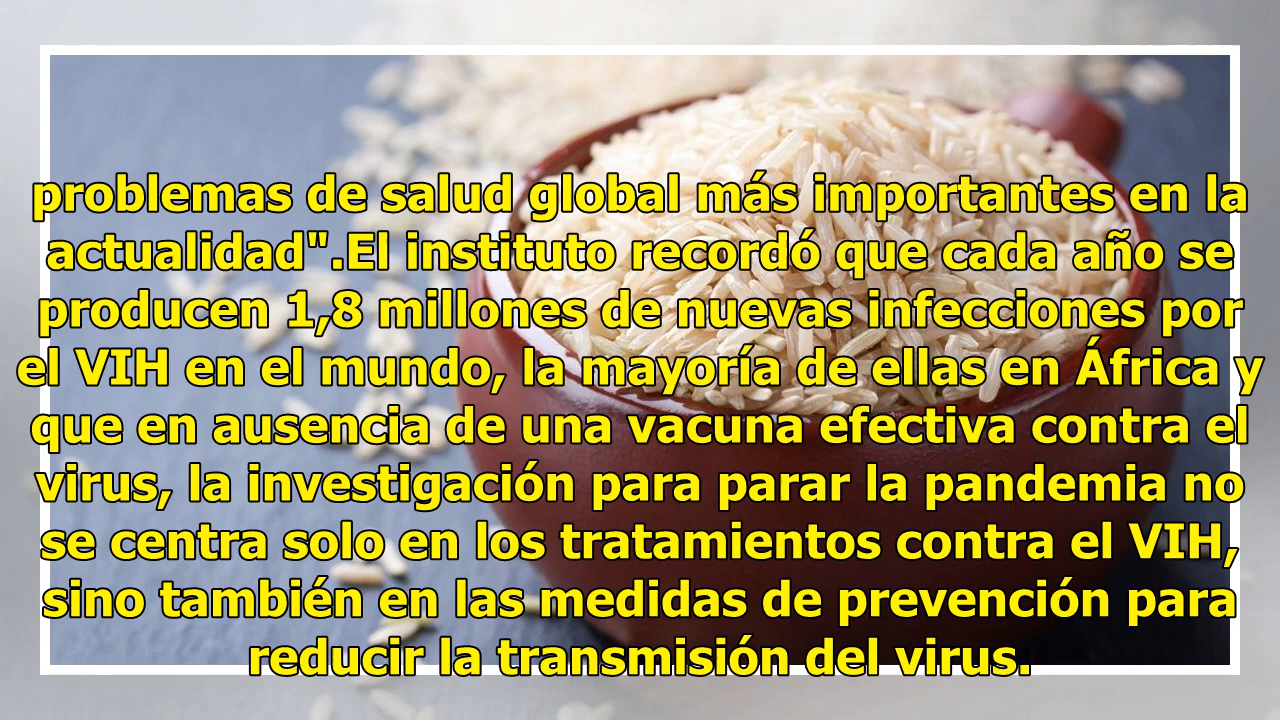 problemas de salud global más importantes en la
actualidad".El instituto recordó que cada año se
producen 1,8 millones de nuevas infecciones por
el VIH en el mundo, la mayoría de ellas en África y
que en ausencia de una vacuna efectiva contra el
virus, la investigación para parar la pandemia no
se centra solo en los tratamientos contra el VIH,
sino también en las medidas de prevención para
reducir la transmisión del virus.